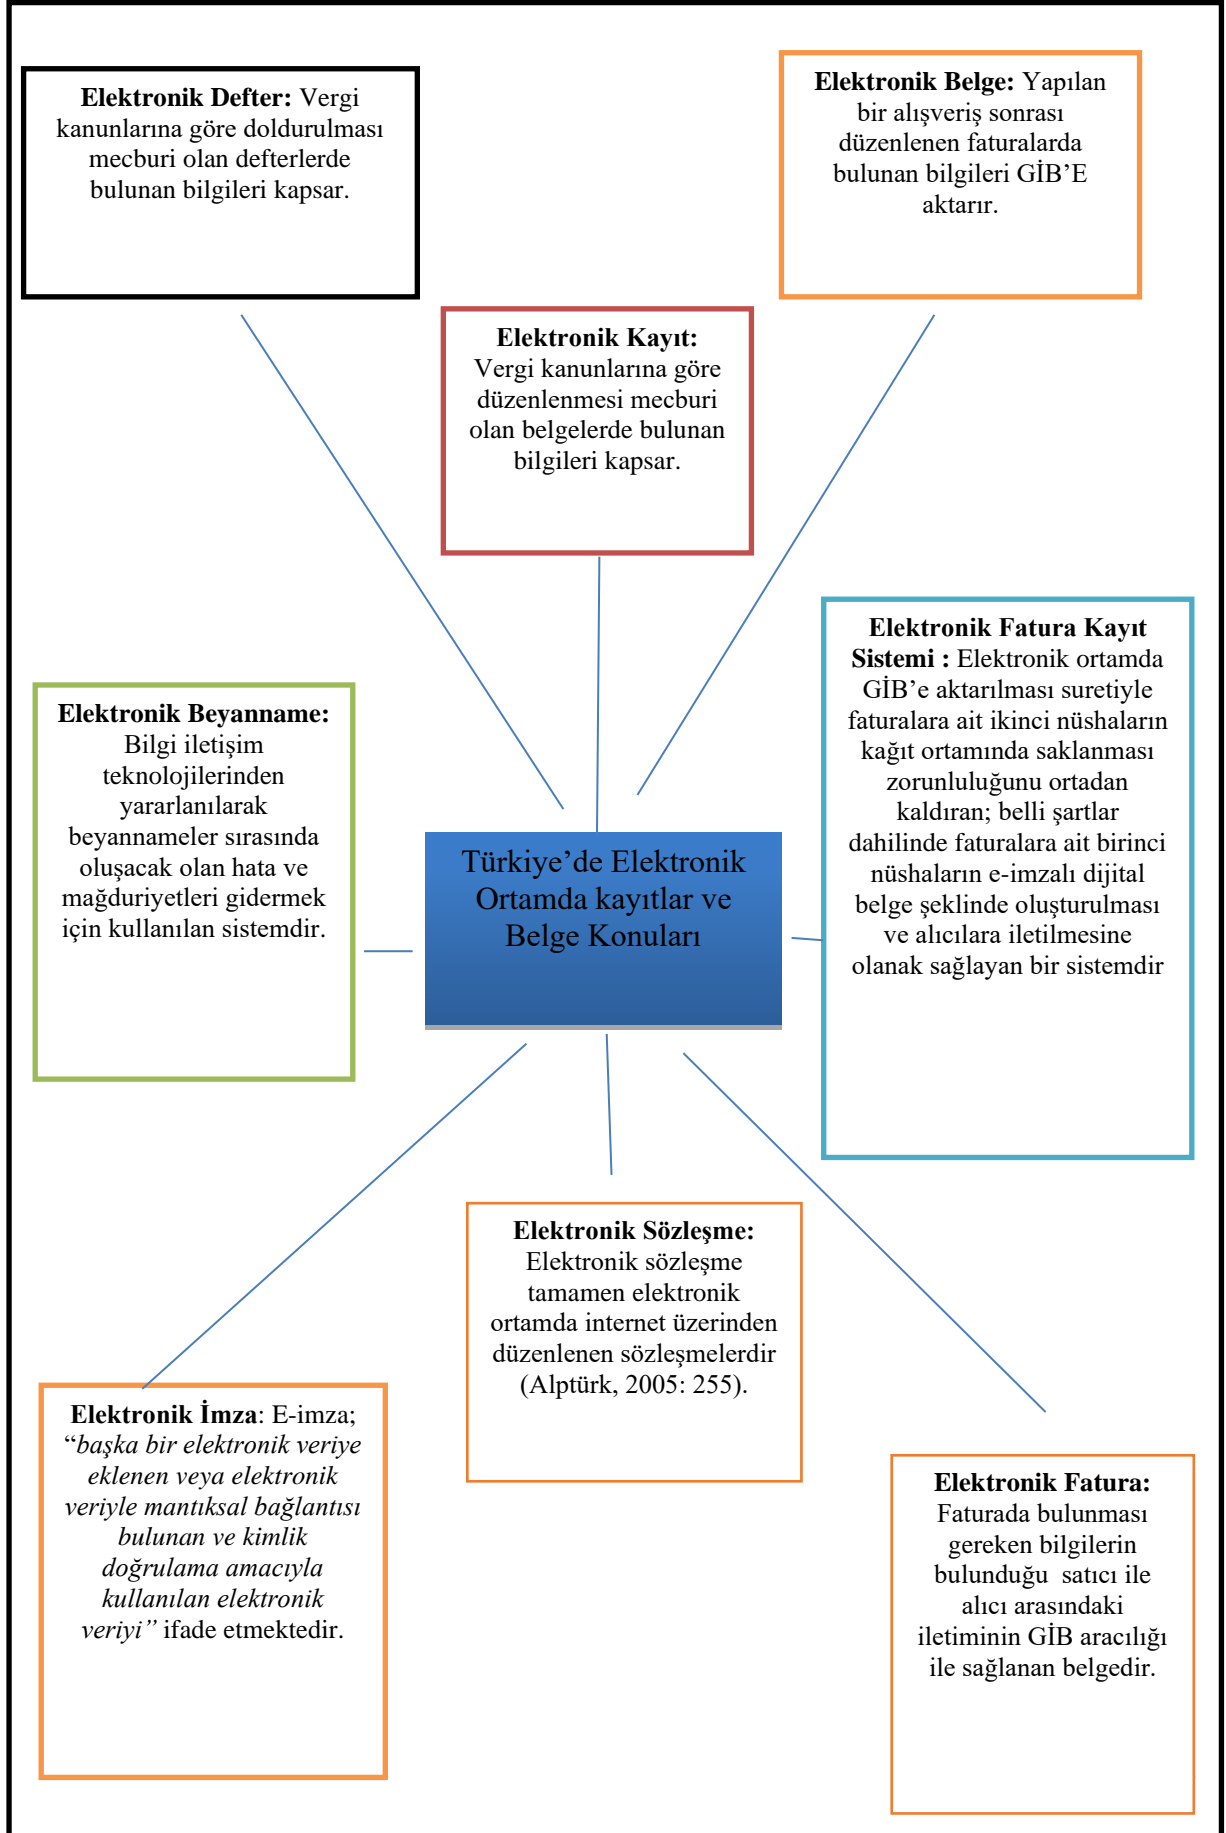 Elektronik Defter: Vergi
kanunlarına göre doldurulması
mecburi olan defterlerde
bulunan bilgileri kapsar.
Elektronik Belge: Yapılan
bir alışveriş sonrası
düzenlenen faturalarda
bulunan bilgileri GİB’E
aktarır.
Elektronik Kayıt:
Vergi kanunlarına göre
düzenlenmesi mecburi
olan belgelerde bulunan
bilgileri kapsar.
Elektronik Fatura Kayıt
Sistemi : Elektronik ortamda
GİB’e aktarılması suretiyle
faturalara ait ikinci nüshaların
kağıt ortamında saklanması
zorunluluğunu ortadan
kaldıran; belli şartlar
dahilinde faturalara ait birinci
nüshaların e-imzalı dijital
belge şeklinde oluşturulması
ve alıcılara iletilmesine
olanak sağlayan bir sistemdir
Elektronik Beyanname:
Bilgi iletişim
teknolojilerinden
yararlanılarak
beyannameler sırasında
oluşacak olan hata ve
mağduriyetleri gidermek
için kullanılan sistemdir.
Türkiye’de Elektronik
Ortamda kayıtlar ve
Belge Konuları
Elektronik Sözleşme:
Elektronik sözleşme
tamamen elektronik
ortamda internet üzerinden
düzenlenen sözleşmelerdir
(Alptürk, 2005: 255).
Elektronik İmza: E-imza;
“başka bir elektronik veriye
eklenen veya elektronik
veriyle mantıksal bağlantısı
bulunan ve kimlik
doğrulama amacıyla
kullanılan elektronik
veriyi” ifade etmektedir.
Elektronik Fatura:
Faturada bulunması
gereken bilgilerin
bulunduğu  satıcı ile
alıcı arasındaki
iletiminin GİB aracılığı
ile sağlanan belgedir.